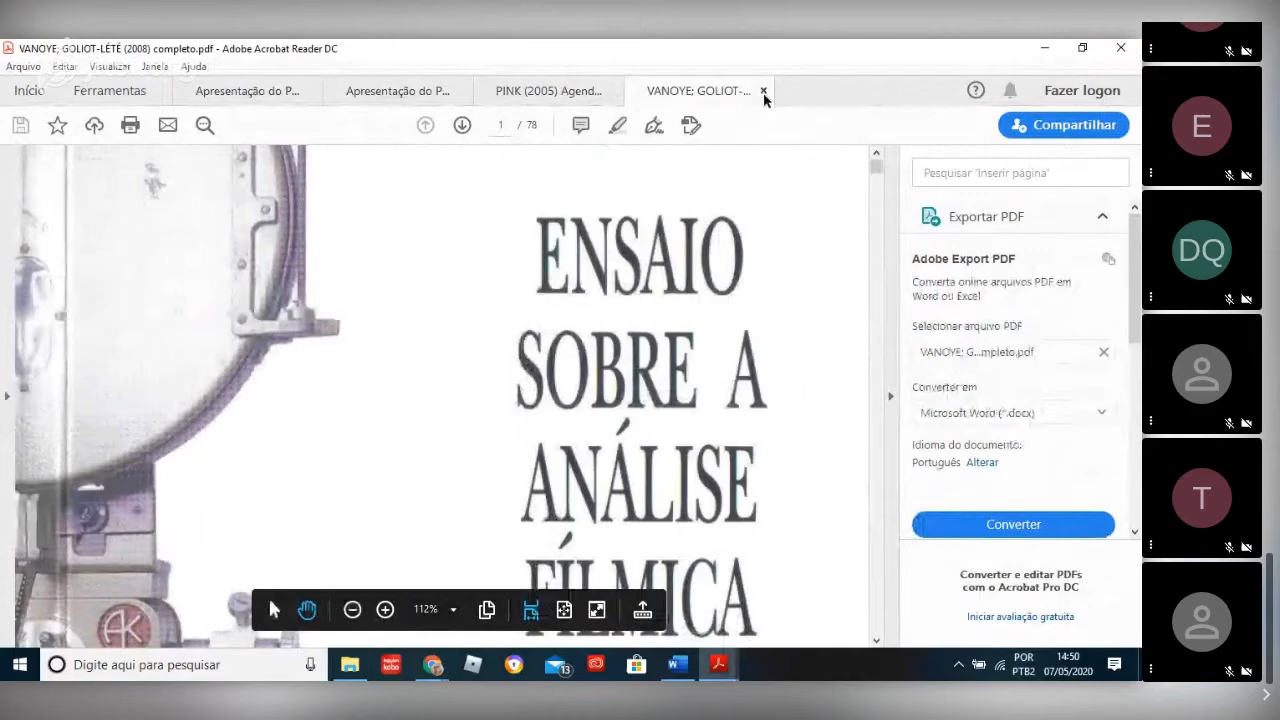 VANOYE; GOLIOT-LÉTÉ (2008) completo.pdf - Adobe Acrobat Reader DC
Arquivo Editar Visualizar Janela Ajuda
Início Ferramentas Apresentação do P... Apresentação do P... PINK (2005) Agend... VANOYE; GOLIOT-... Fazer logon
1 / 78 Compartilhar
Pesquisar 'Inserir página'
Exportar PDF
Adobe Export PDF
Converta online arquivos PDF em
Word ou Excel
Selecionar arquivo PDF
VANOYE; G...mpleto.pdf
Converter em
Microsoft Word (*.docx)
Idioma do documento:
Português Alterar
Converter
Converter e editar PDFs
com o Acrobat Pro DC
Iniciar avaliação gratuita
ENSAIO
SOBRE A
ANÁLISE
FÍLMICA
AK
112%
Digite aqui para pesquisar
13
POR
PTB2
14:50
07/05/2020
E
DQ
T